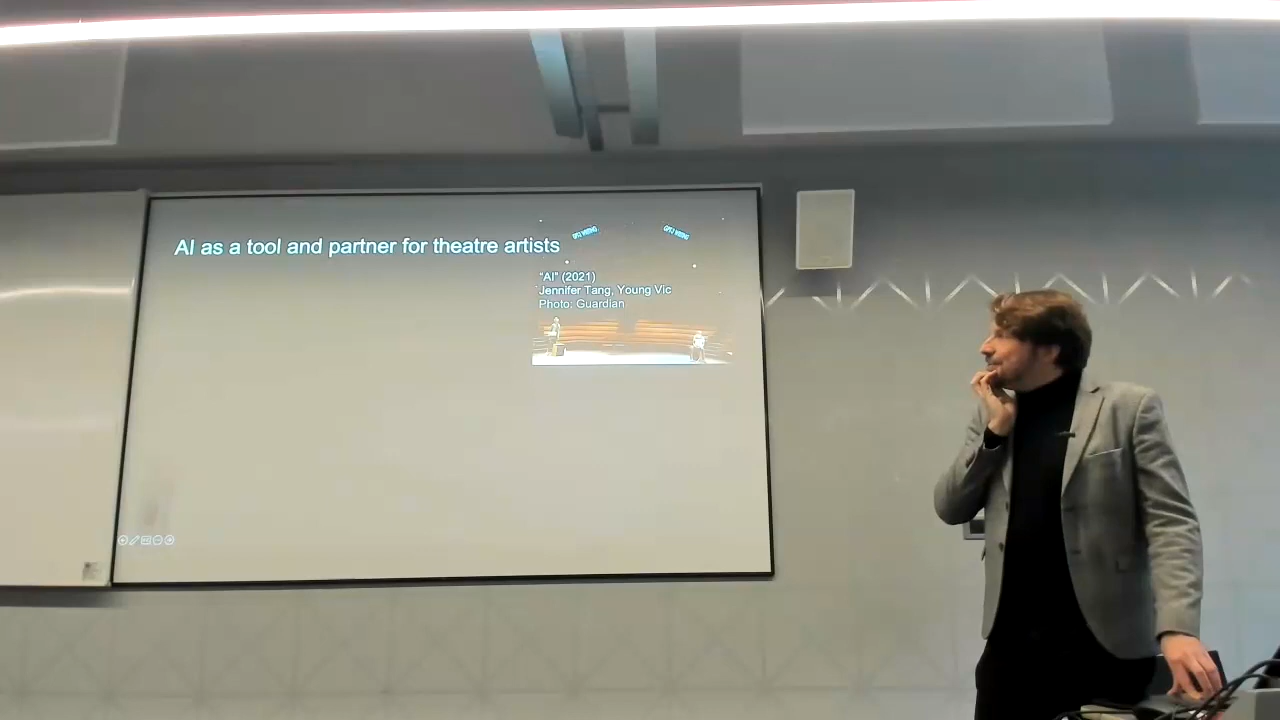 AI as a tool and partner for theatre artists
"AI" (2021)
Jennifer Tang, Young Vic
Photo: Guardian